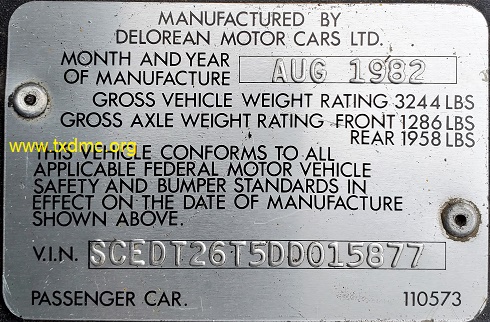 MANUFACTURED BY
DELOREAN MOTOR CARS LTD.
MONTH AND YEAR
OF MANUFACTURE AUG 1982
GROSS VEHICLE WEIGHT RATING 3244 LBS
GROSS AXLE WEIGHT RATING FRONT 1286 LBS
REAR 1958 LBS
www.txdmc.org
THIS VEHICLE CONFORMS TO ALL
APPLICABLE FEDERAL MOTOR VEHICLE
SAFETY AND BUMPER STANDARDS IN
EFFECT ON THE DATE OF MANUFACTURE
SHOWN ABOVE.
V.I.N. SCEDT26T5DD015877
PASSENGER CAR. 110573